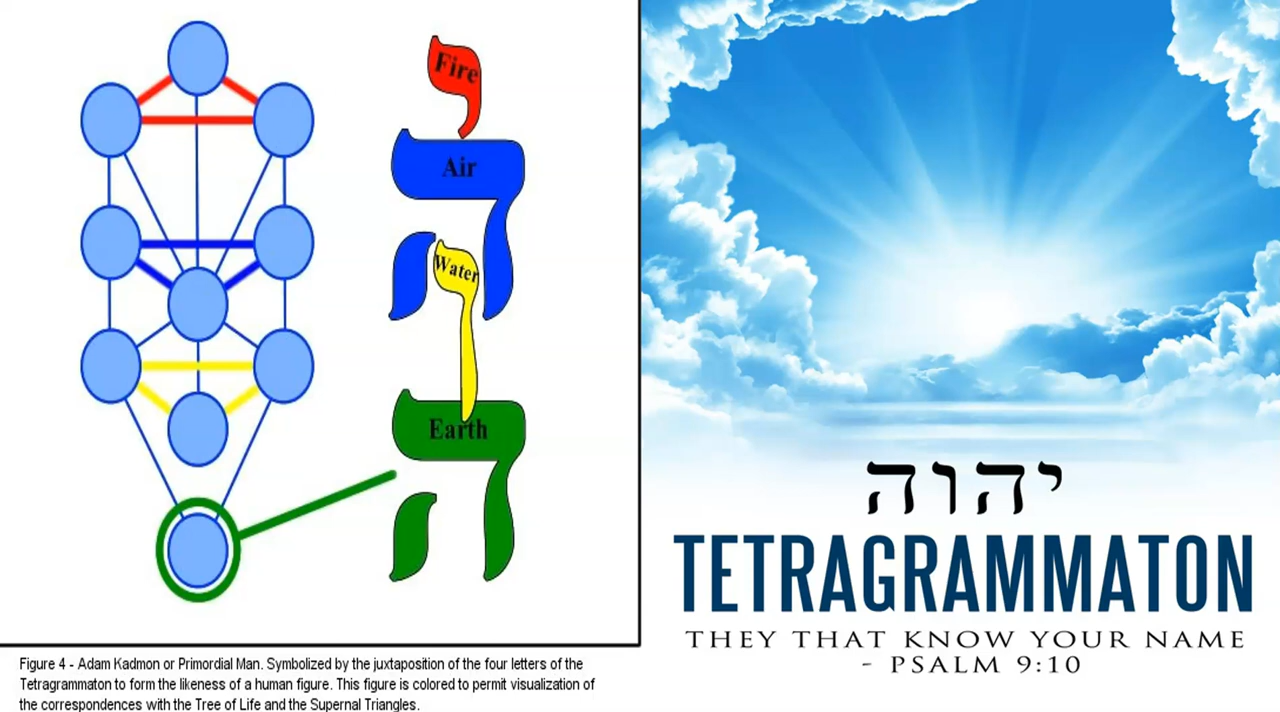 Fire
Air
Water
Earth
Figure 4 - Adam Kadmon or Primordial Man. Symbolized by the juxtaposition of the four letters of the
Tetragrammaton to form the likeness of a human figure. This figure is colored to permit visualization of
the correspondences with the Tree of Life and the Supernal Triangles.
יהוה
TETRAGRAMMATON
THEY THAT KNOW YOUR NAME
- PSALM 9:10